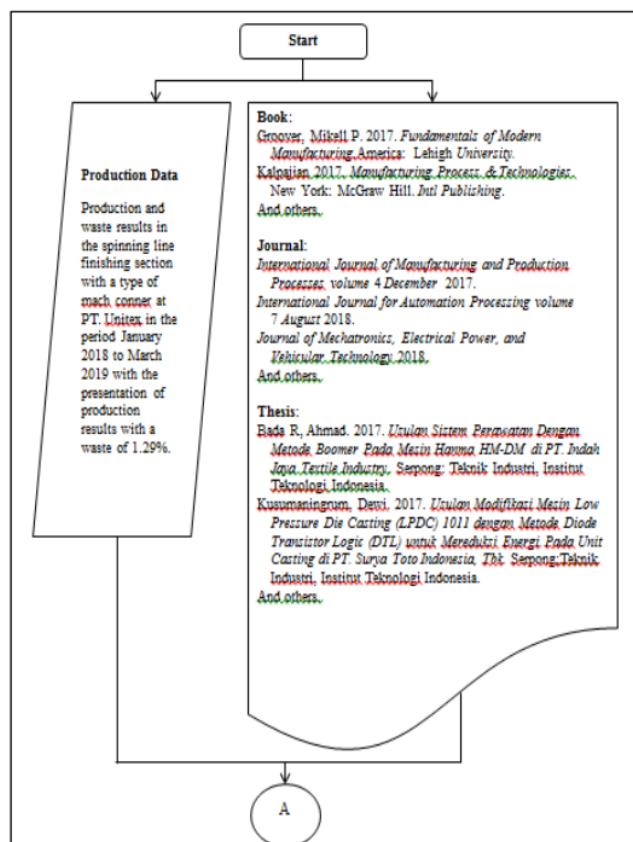 Start
Production Data
Production and
waste results in
the spinning line
finishing section
with a type of
mach conner at
PT. Unitex in the
period January
2018 to March
2019 with the
presentation of
production
results with a
waste of 1.29%.
Book:
Groover, Mikell P. 2017. Fundamentals of Modern
Manufacturing.America: Lehigh University.
Kalpajian 2017. Manufacturing Process & Technologies.
New York: McGraw Hill. Intl Publishing.
And others.
Journal:
International Journal of Manufacturing and Production
Processes volume 4 December 2017.
International Journal for Automation Processing volume
7 August 2018.
Journal of Mechatronics, Electrical Power, and
Vehicular Technology 2018.
And others.
Thesis:
Bada R, Ahmad. 2017. Usulan Sistem Perawatan Dengan
Metode Boomer Pada Mesin Hanma HM-DM di PT. Indah
Jaya Textile Industry. Serpong: Teknik Industri, Institut
Teknologi Indonesia.
Kusumaningrum, Dewi. 2017. Usulan Modifikasi Mesin Low
Pressure Die Casting (LPDC) 1011 dengan Metode Diode
Transistor Logic (DTL) untuk Mereduksi Energi Pada Unit
Casting di PT. Surya Toto Indonesia, Tbk. Serpong:Teknik
Industri, Institut Teknologi Indonesia.
And others.
A